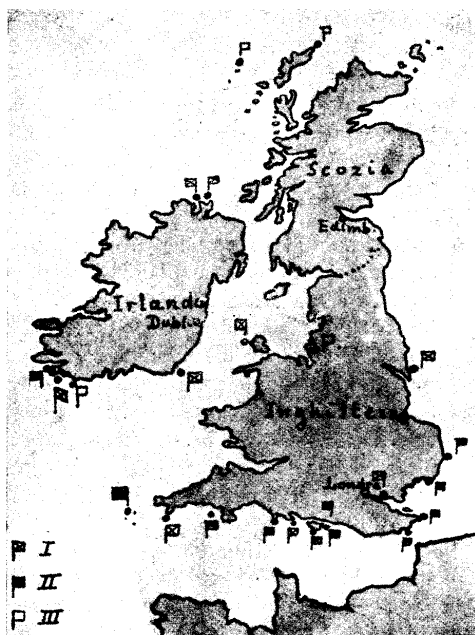 Scozia
Edimb.
Irlanda
Dublin
Inghilterra
Londra
I
II
III